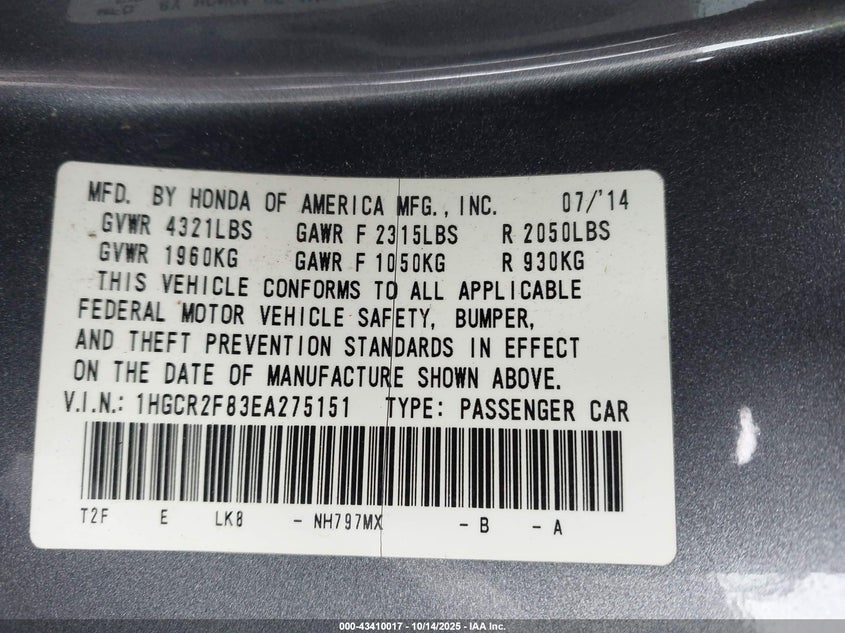 MFD. BY HONDA OF AMERICA MFG., INC. 07/'14
GVWR 4321LBS GAWR F 2315LBS R 2050LBS
GVWR 1960KG GAWR F 1050KG R 930KG
THIS VEHICLE CONFORMS TO ALL APPLICABLE
FEDERAL MOTOR VEHICLE SAFETY, BUMPER,
AND THEFT PREVENTION STANDARDS IN EFFECT
ON THE DATE OF MANUFACTURE SHOWN ABOVE.
V.I.N.: 1HGCR2F83EA275151 TYPE: PASSENGER CAR
T2F E LK8 - NH797MX - B - A
000-43410017 - 10/14/2025 - IAA Inc.